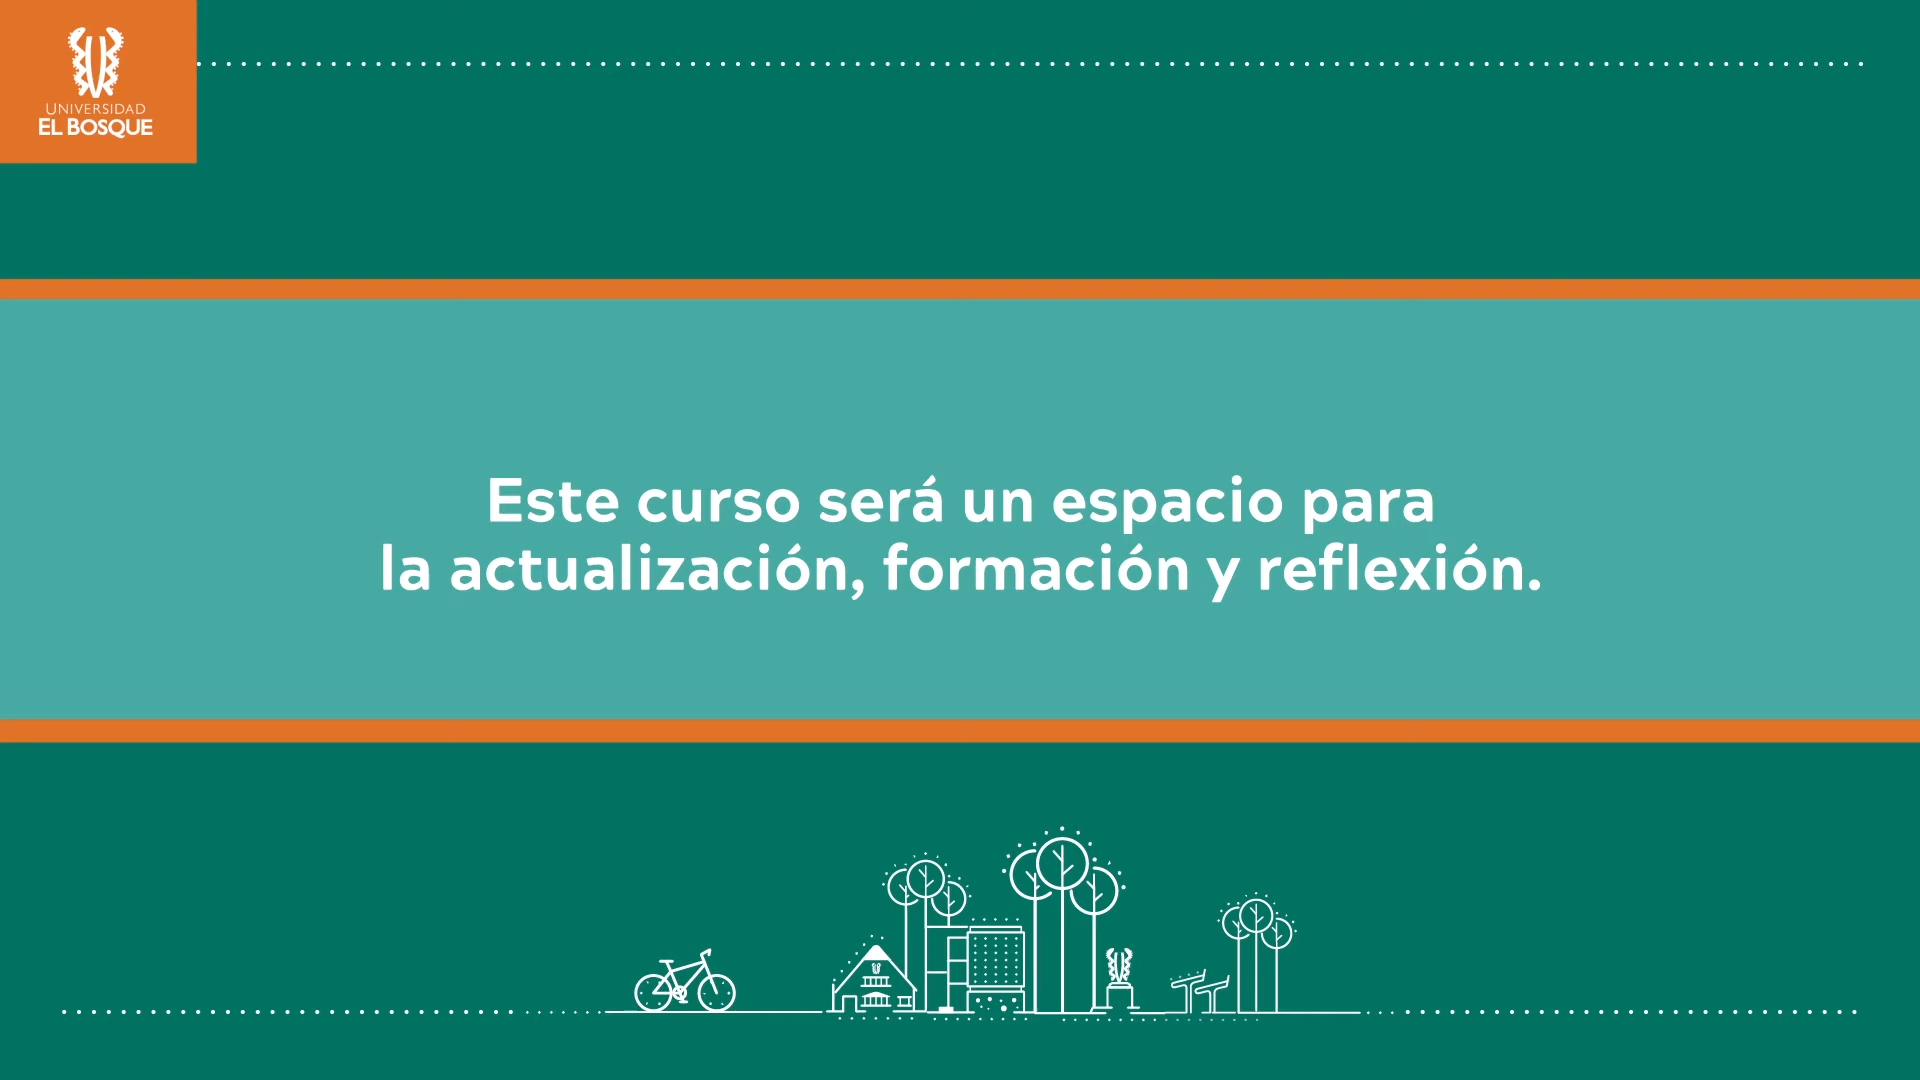 UNIVERSIDAD
EL BOSQUE
Este curso será un espacio para
la actualización, formación y reflexión.